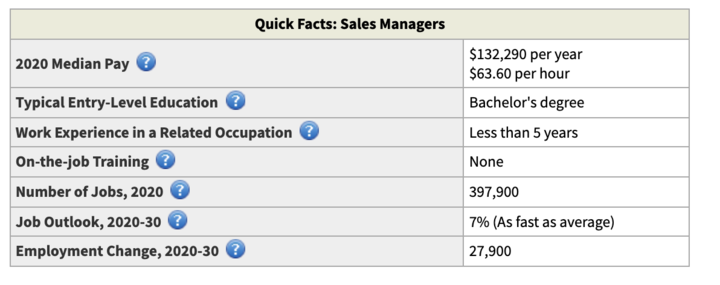 Quick Facts: Sales Managers
2020 Median Pay ?
$132,290 per year
$63.60 per hour
Typical Entry-Level Education ?
Bachelor's degree
Work Experience in a Related Occupation ?
Less than 5 years
On-the-job Training ?
None
Number of Jobs, 2020 ?
397,900
Job Outlook, 2020-30 ?
7% (As fast as average)
Employment Change, 2020-30 ?
27,900